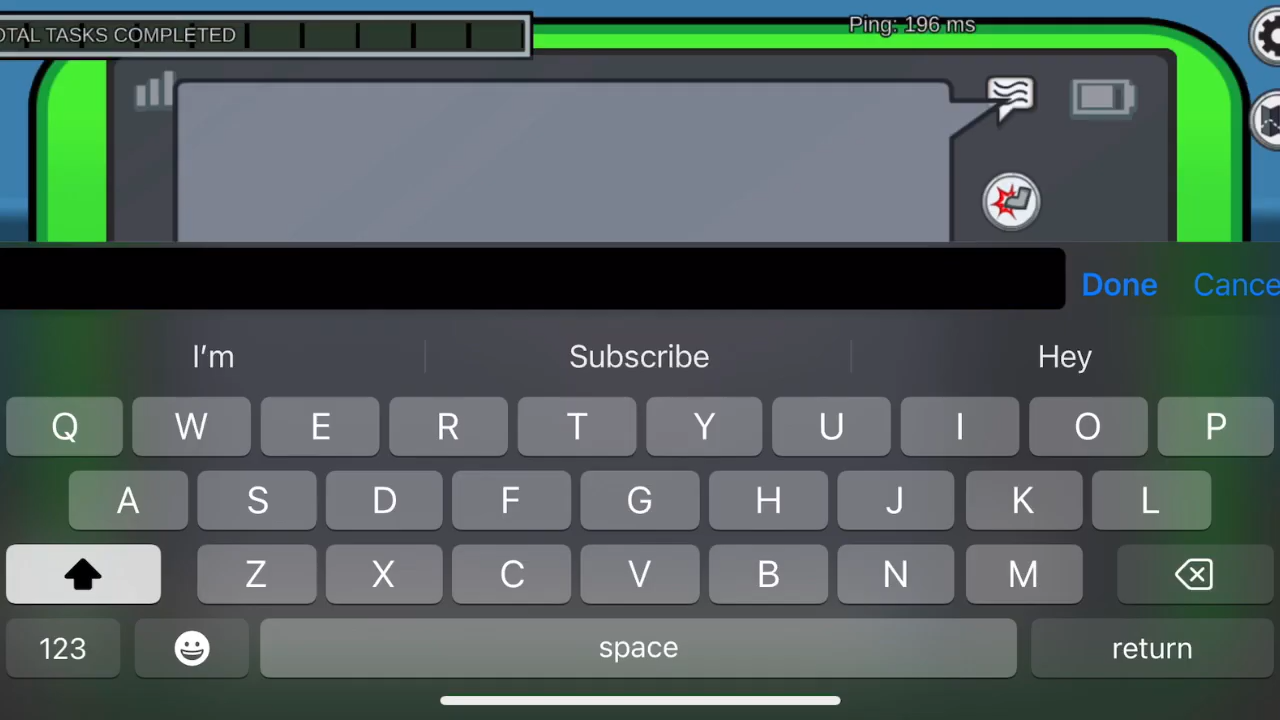 OTAL TASKS COMPLETED
Ping: 196 ms
Done Cance
I'm Subscribe Hey
Q W E R T Y U I O P
A S D F G H J K L
Z X C V B N M
123 space return